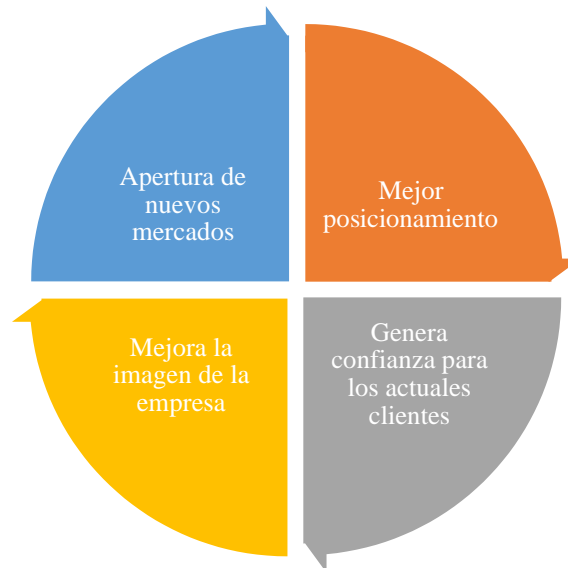 Apertura de
nuevos
mercados
Mejor
posicionamiento
Mejora la
imagen de la
empresa
Genera
confianza para
los actuales
clientes